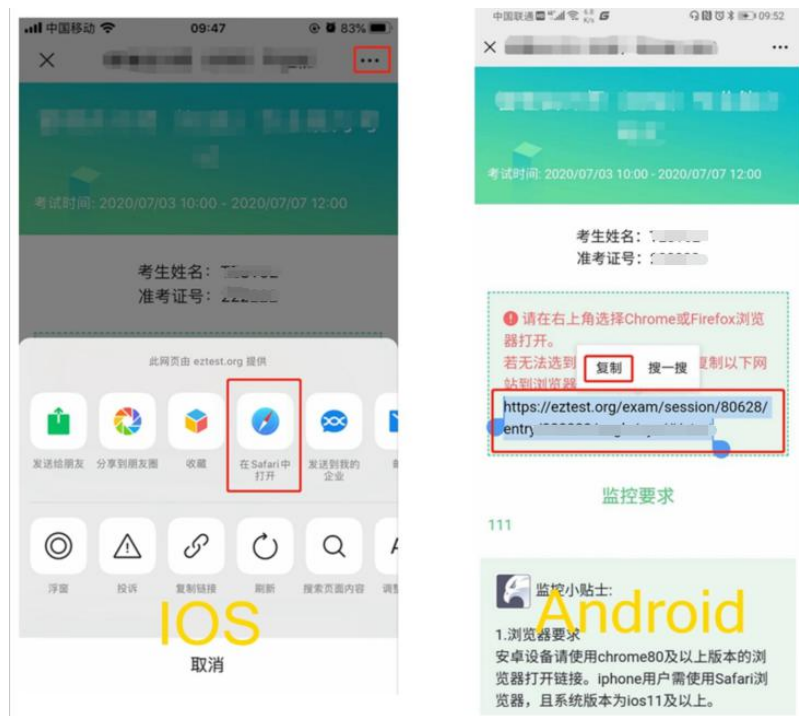 中国移动 09:47 83%
考试时间: 2020/07/03 10:00 - 2020/07/07 12:00
考生姓名:
准考证号:
此网页由 eztest.org 提供
发送给朋友
分享到朋友圈
收藏
在Safari中
打开
发送到我的
企业
浮窗
投诉
复制链接
刷新
搜索页面内容
调整
IOS
取消
中国联通 09:52
考试时间: 2020/07/03 10:00 - 2020/07/07 12:00
考生姓名:
准考证号:
请在右上角选择Chrome或Firefox浏览
器打开。
若无法选到
复制以下网
站到浏览器
复制 搜一搜
https://eztest.org/exam/session/80628/
entry
监控要求
111
监控小贴士:
Android
1.浏览器要求
安卓设备请使用chrome80及以上版本的浏
览器打开链接。iphone用户需使用Safari浏
览器，且系统版本为ios11及以上。